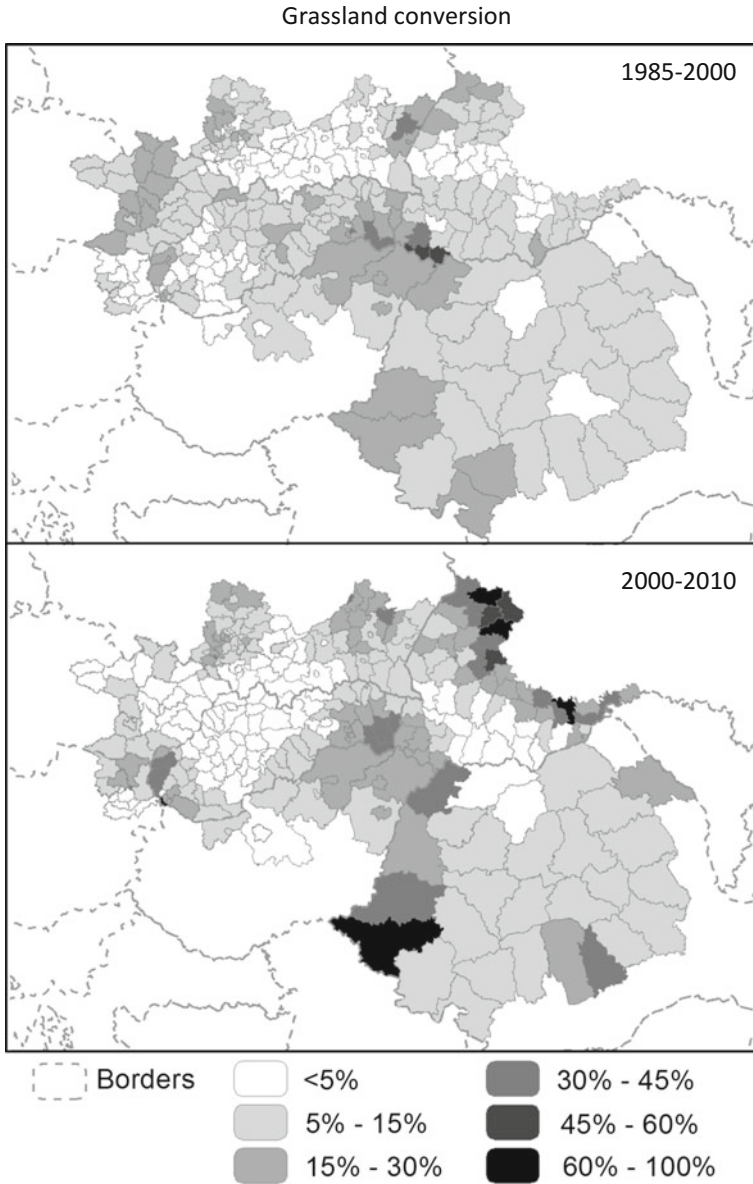 Grassland conversion
1985-2000
2000-2010
Borders
<5%
5% - 15%
15% - 30%
30% - 45%
45% - 60%
60% - 100%